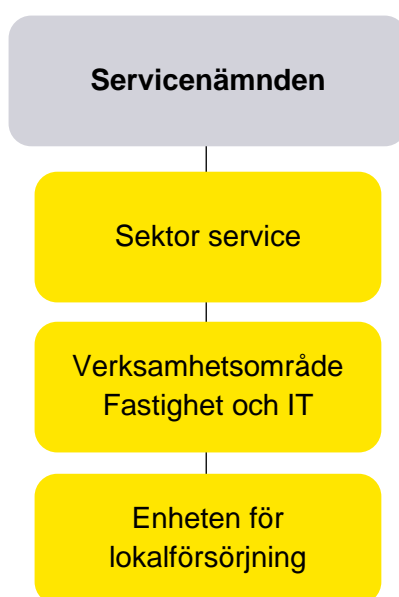 Servicenämnden
Sektor service
Verksamhetsområde
Fastighet och IT
Enheten för
lokalförsörjning